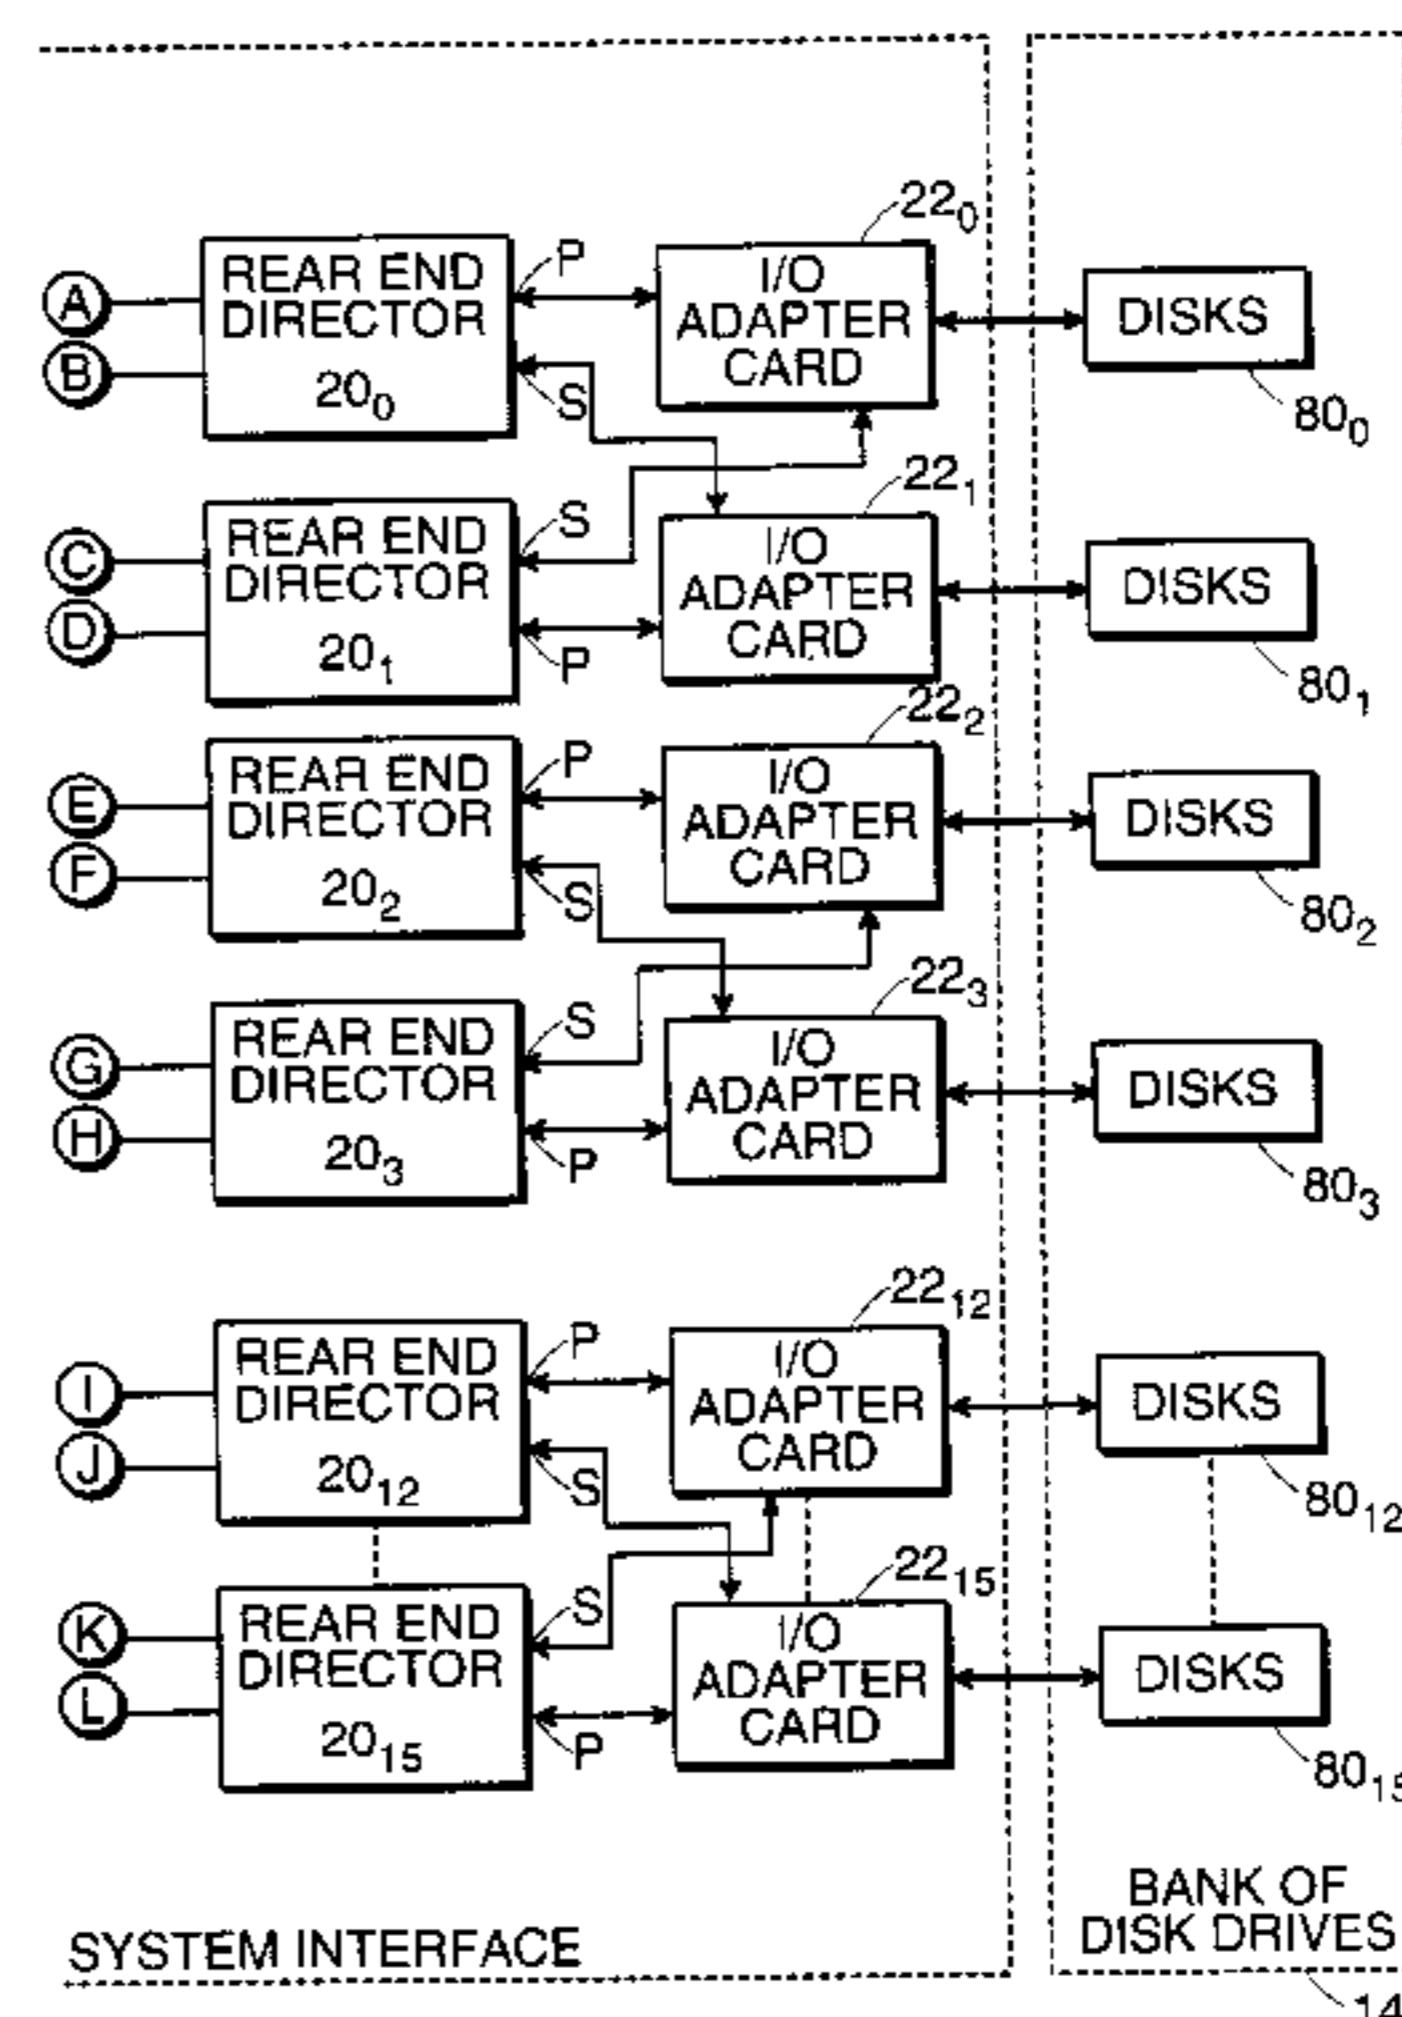 22₀
P
REAR END
DIRECTOR
20₀
A
B
S
I/O
ADAPTER
CARD
DISKS
80₀
22₁
S
REAR END
DIRECTOR
20₁
C
D
P
I/O
ADAPTER
CARD
DISKS
80₁
22₂
P
REAR END
DIRECTOR
20₂
E
F
S
I/O
ADAPTER
CARD
DISKS
80₂
22₃
S
REAR END
DIRECTOR
20₃
G
H
P
I/O
ADAPTER
CARD
DISKS
80₃
22₁₂
P
REAR END
DIRECTOR
20₁₂
I
J
S
I/O
ADAPTER
CARD
DISKS
80₁₂
22₁₅
S
REAR END
DIRECTOR
20₁₅
K
L
P
I/O
ADAPTER
CARD
DISKS
80₁₅
SYSTEM INTERFACE
BANK OF
DISK DRIVES
14